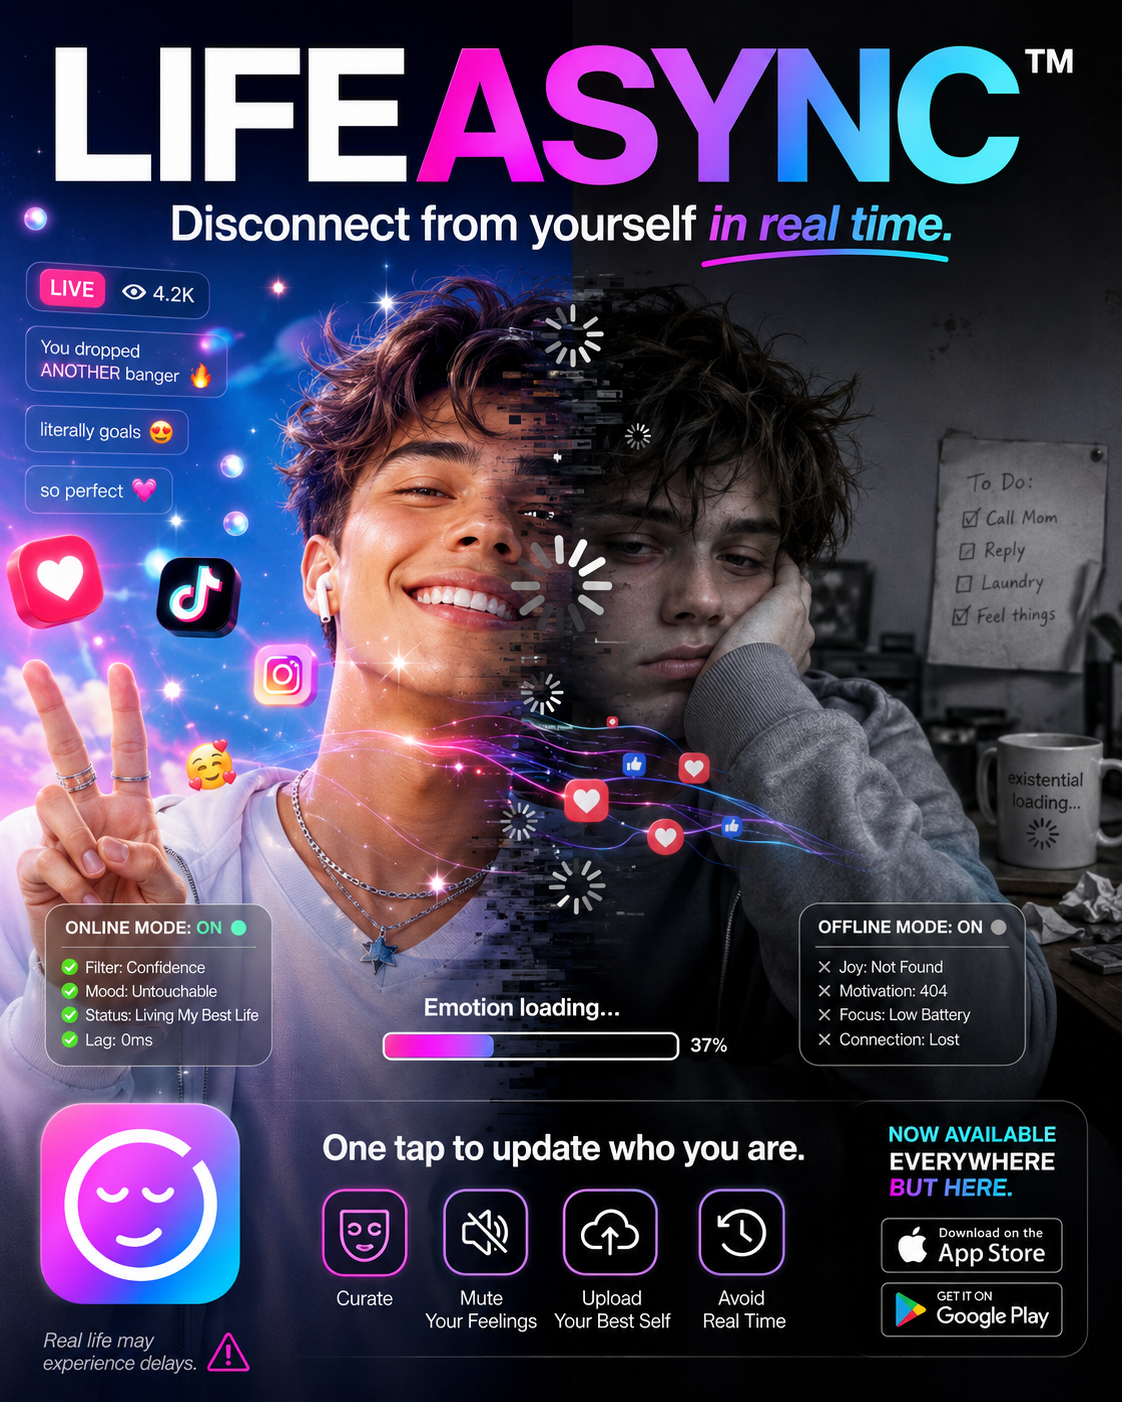 LIFEASYNC™
Disconnect from yourself in real time.
LIVE 4.2K
You dropped
ANOTHER banger 🔥
literally goals 😍
so perfect 💗
To Do:
Call Mom
Reply
Laundry
Feel things
existential
loading...
ONLINE MODE: ON
Filter: Confidence
Mood: Untouchable
Status: Living My Best Life
Lag: 0ms
OFFLINE MODE: ON
Joy: Not Found
Motivation: 404
Focus: Low Battery
Connection: Lost
Emotion loading...
37%
One tap to update who you are.
Curate
Mute
Your Feelings
Upload
Your Best Self
Avoid
Real Time
NOW AVAILABLE
EVERYWHERE
BUT HERE.
Download on the
App Store
GET IT ON
Google Play
Real life may
experience delays.